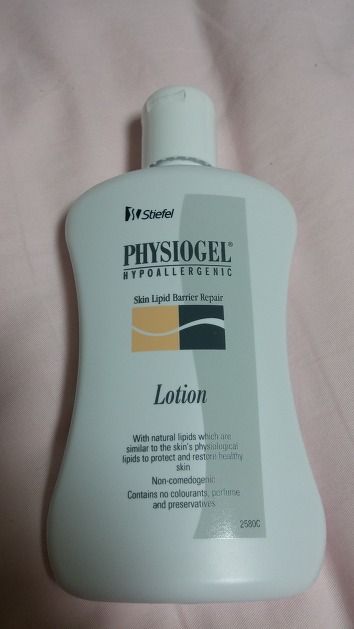 Stiefel
PHYSIOGEL®
HYPOALLERGENIC
Skin Lipid Barrier Repair
Lotion
With natural lipids which are
similar to the skin's physiological
lipids to protect and restore healthy
skin
Non-comedogenic
Contains no colourants, perfume
and preservatives
2580C